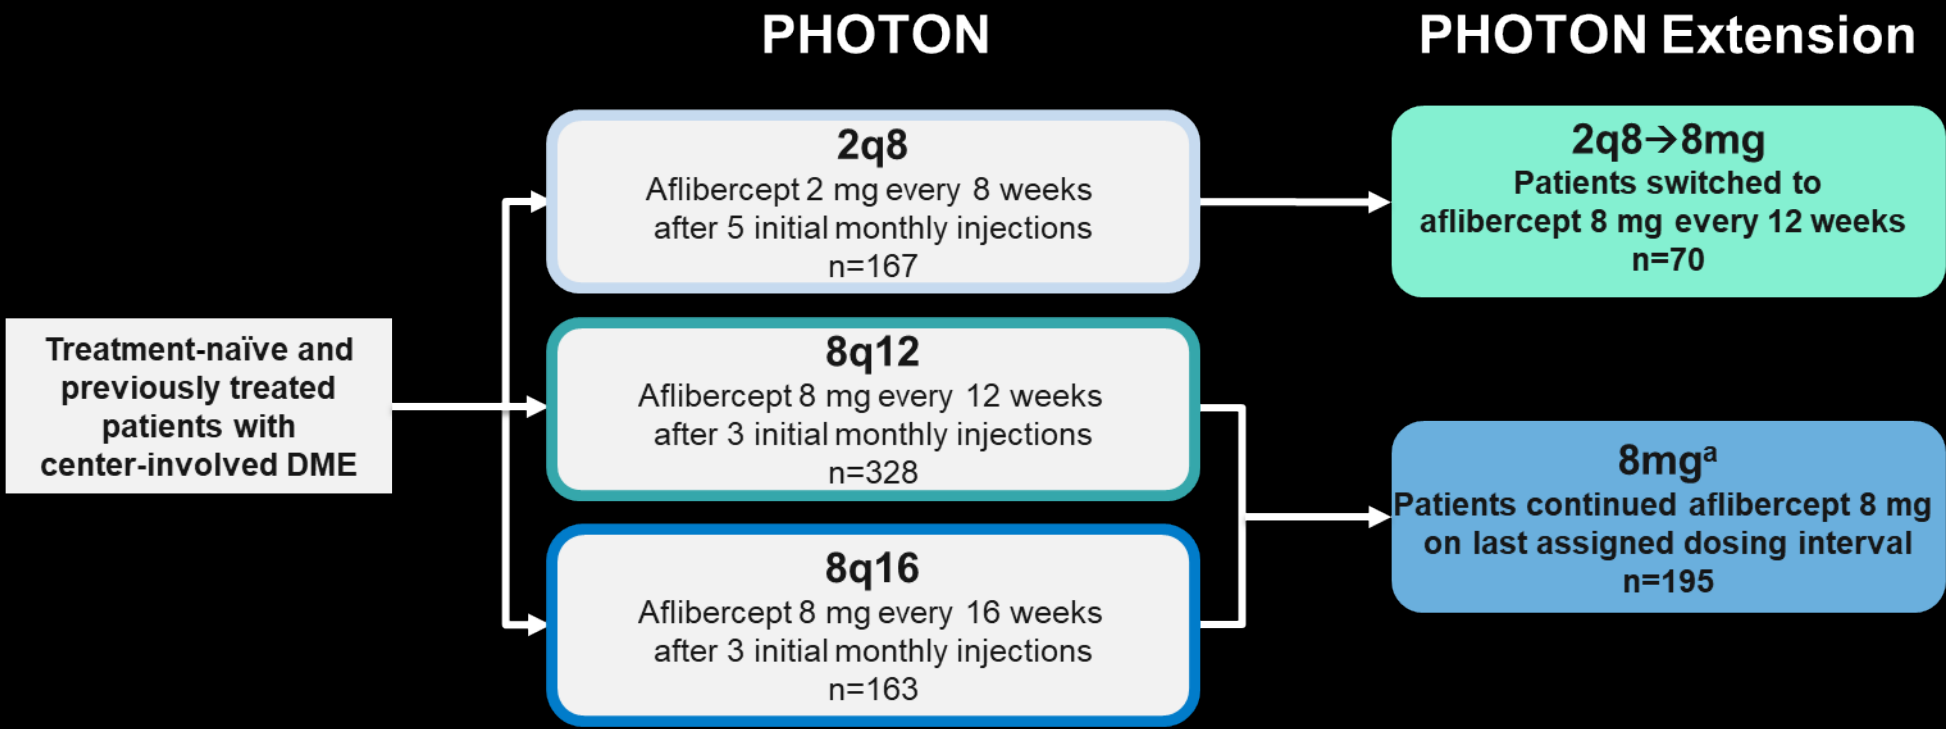 PHOTON
PHOTON Extension
Treatment-naïve and
previously treated
patients with
center-involved DME
2q8
Aflibercept 2 mg every 8 weeks
after 5 initial monthly injections
n=167
8q12
Aflibercept 8 mg every 12 weeks
after 3 initial monthly injections
n=328
8q16
Aflibercept 8 mg every 16 weeks
after 3 initial monthly injections
n=163
2q8→8mg
Patients switched to
aflibercept 8 mg every 12 weeks
n=70
8mgᵃ
Patients continued aflibercept 8 mg
on last assigned dosing interval
n=195